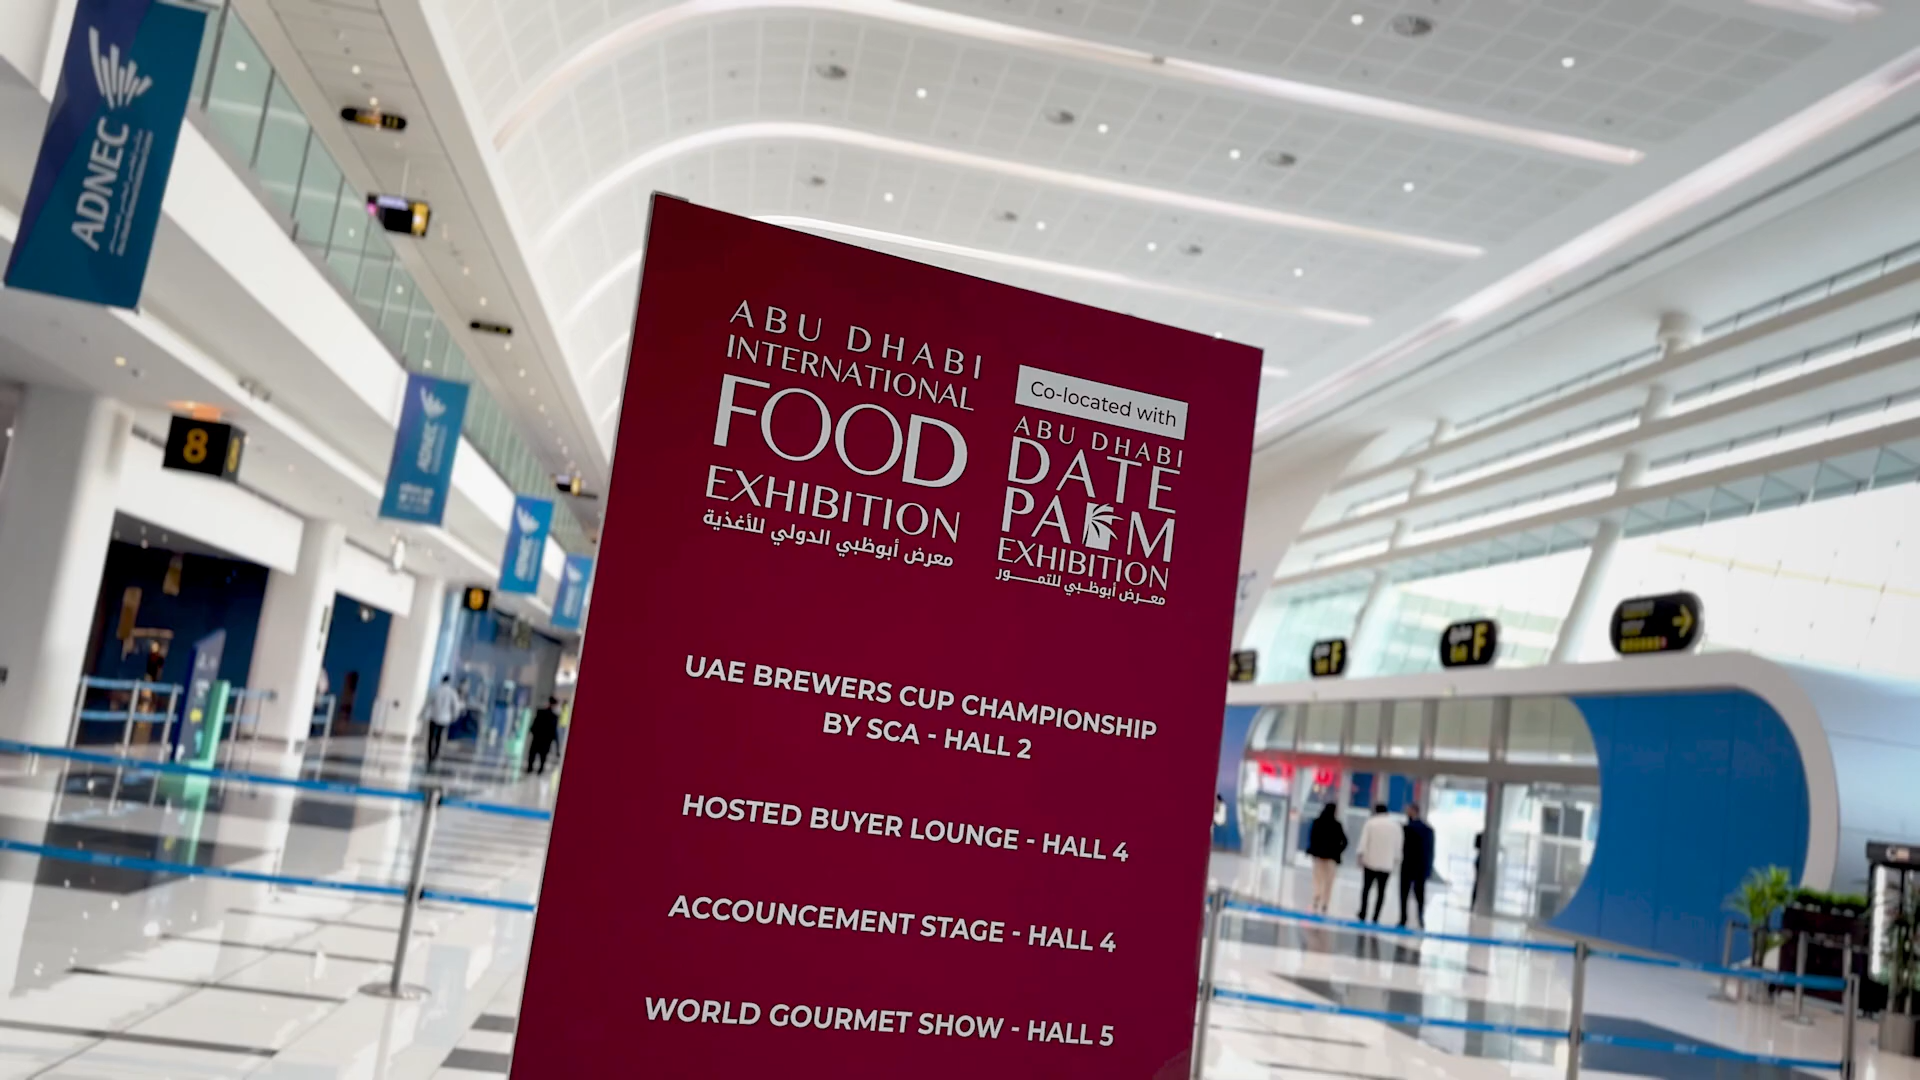 ADNEC
8
ADNEC
ABU DHABI
INTERNATIONAL
FOOD
EXHIBITION
معرض أبوظبي الدولي للأغذية
Co-located with
ABU DHABI
DATE
PALM
EXHIBITION
معرض أبوظبي للتمـــور
UAE BREWERS CUP CHAMPIONSHIP
BY SCA - HALL 2
HOSTED BUYER LOUNGE - HALL 4
ACCOUNCEMENT STAGE - HALL 4
WORLD GOURMET SHOW - HALL 5
F
F